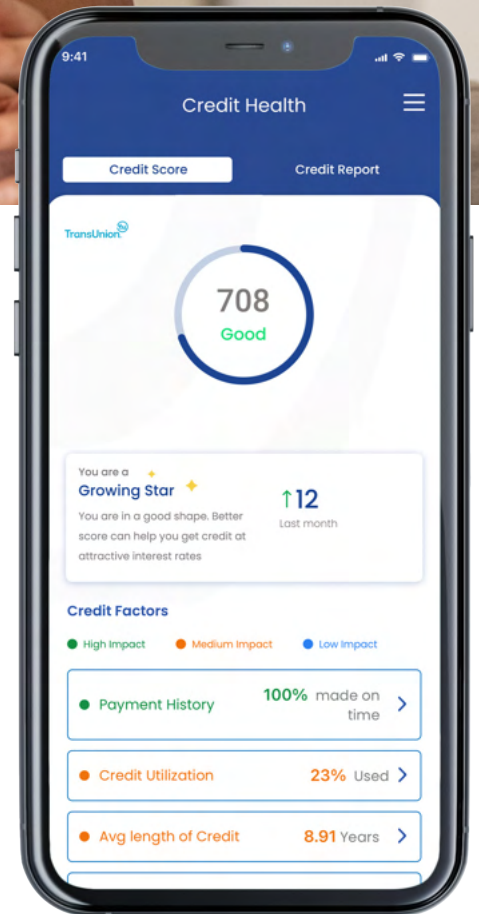 9:41
Credit Health
Credit Score
Credit Report
TransUnion
708
Good
You are a
Growing Star
You are in a good shape. Better
score can help you get credit at
attractive interest rates
↑12
Last month
Credit Factors
High Impact
Medium Impact
Low Impact
Payment History
100% made on
time
Credit Utilization
23% Used
Avg length of Credit
8.91 Years